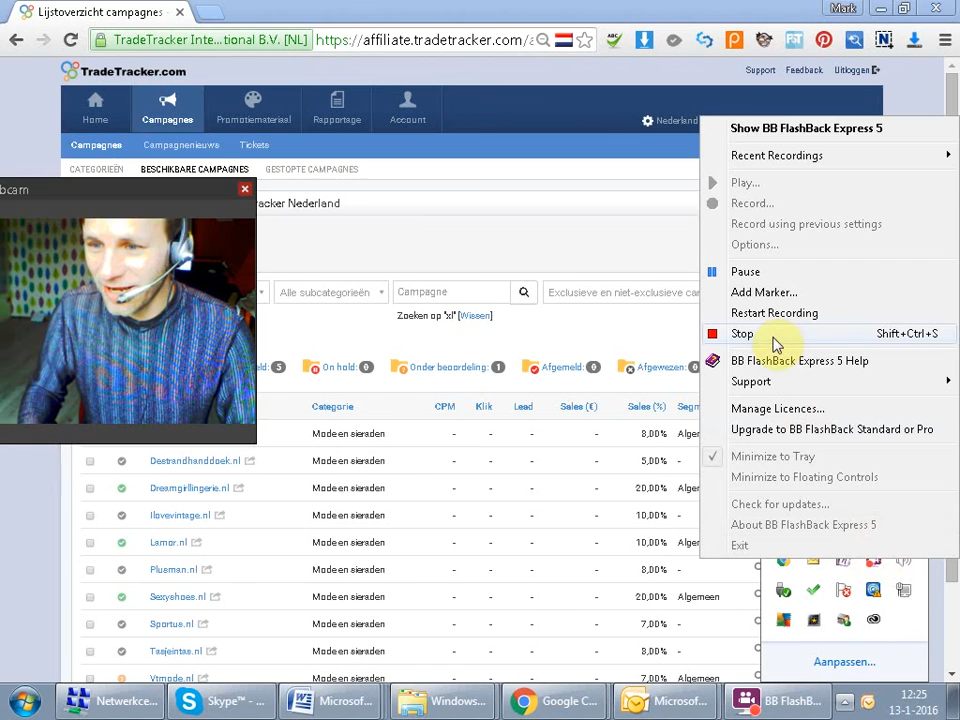 Lijstoverzicht campagnes -
Mark
TradeTracker Inte...tional B.V. [NL]
https://affiliate.tradetracker.com/
TradeTracker.com
Support Feedback Uitloggen
Home Campagnes Promotiemateriaal Rapportage Account
Nederland
Campagnes Campagnenieuws Tickets
CATEGORIEËN BESCHIKBARE CAMPAGNES GESTOPTE CAMPAGNES
bcam
acker Nederland
Alle subcategorieën Campagne Exclusieve en niet-exclusieve cam
Zoeken op "xl" [Wissen]
eld: 5 On hold: 0 Onder beoordeling: 1 Afgemeld: 0 Afgewezen:
Categorie CPM Klik Lead Sales (€) Sales (%) Segm
Mode en sieraden - - - - 8,00% Algem
Destrandhanddoek.nl Mode en sieraden - - - - 5,00% -
Dreamgirllingerie.nl Mode en sieraden - - - - 20,00% Algem
Ilovevintage.nl Mode en sieraden - - - - 10,00% -
Lamor.nl Mode en sieraden - - - - 10,00% Algem
Plusman.nl Mode en sieraden - - - - 8,00% -
Sexyshoes.nl Mode en sieraden - - - - 20,00% Algemeen
Sportus.nl Mode en sieraden - - - - 7,00% -
Tasjeintas.nl Mode en sieraden - - - - 7,00% -
Vtmode.nl Mode en sieraden - - - - 7,00% -
Show BB FlashBack Express 5
Recent Recordings
Play...
Record...
Record using previous settings
Options...
Pause
Add Marker...
Restart Recording
Stop Shift+Ctrl+S
BB FlashBack Express 5 Help
Support
Manage Licences...
Upgrade to BB FlashBack Standard or Pro
Minimize to Tray
Minimize to Floating Controls
Check for updates...
About BB FlashBack Express 5
Exit
Aanpassen...
Netwerkce...
Skype™ - ...
Microsof...
Windows...
Google C...
Microsof...
BB FlashB...
12:25
13-1-2016